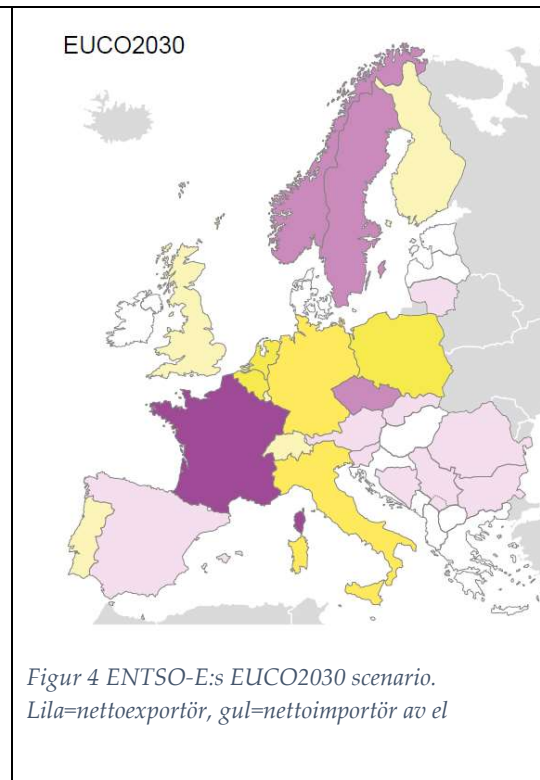 EUCO2030
Figur 4 ENTSO-E:s EUCO2030 scenario.
Lila=nettoexportör, gul=nettoimportör av el